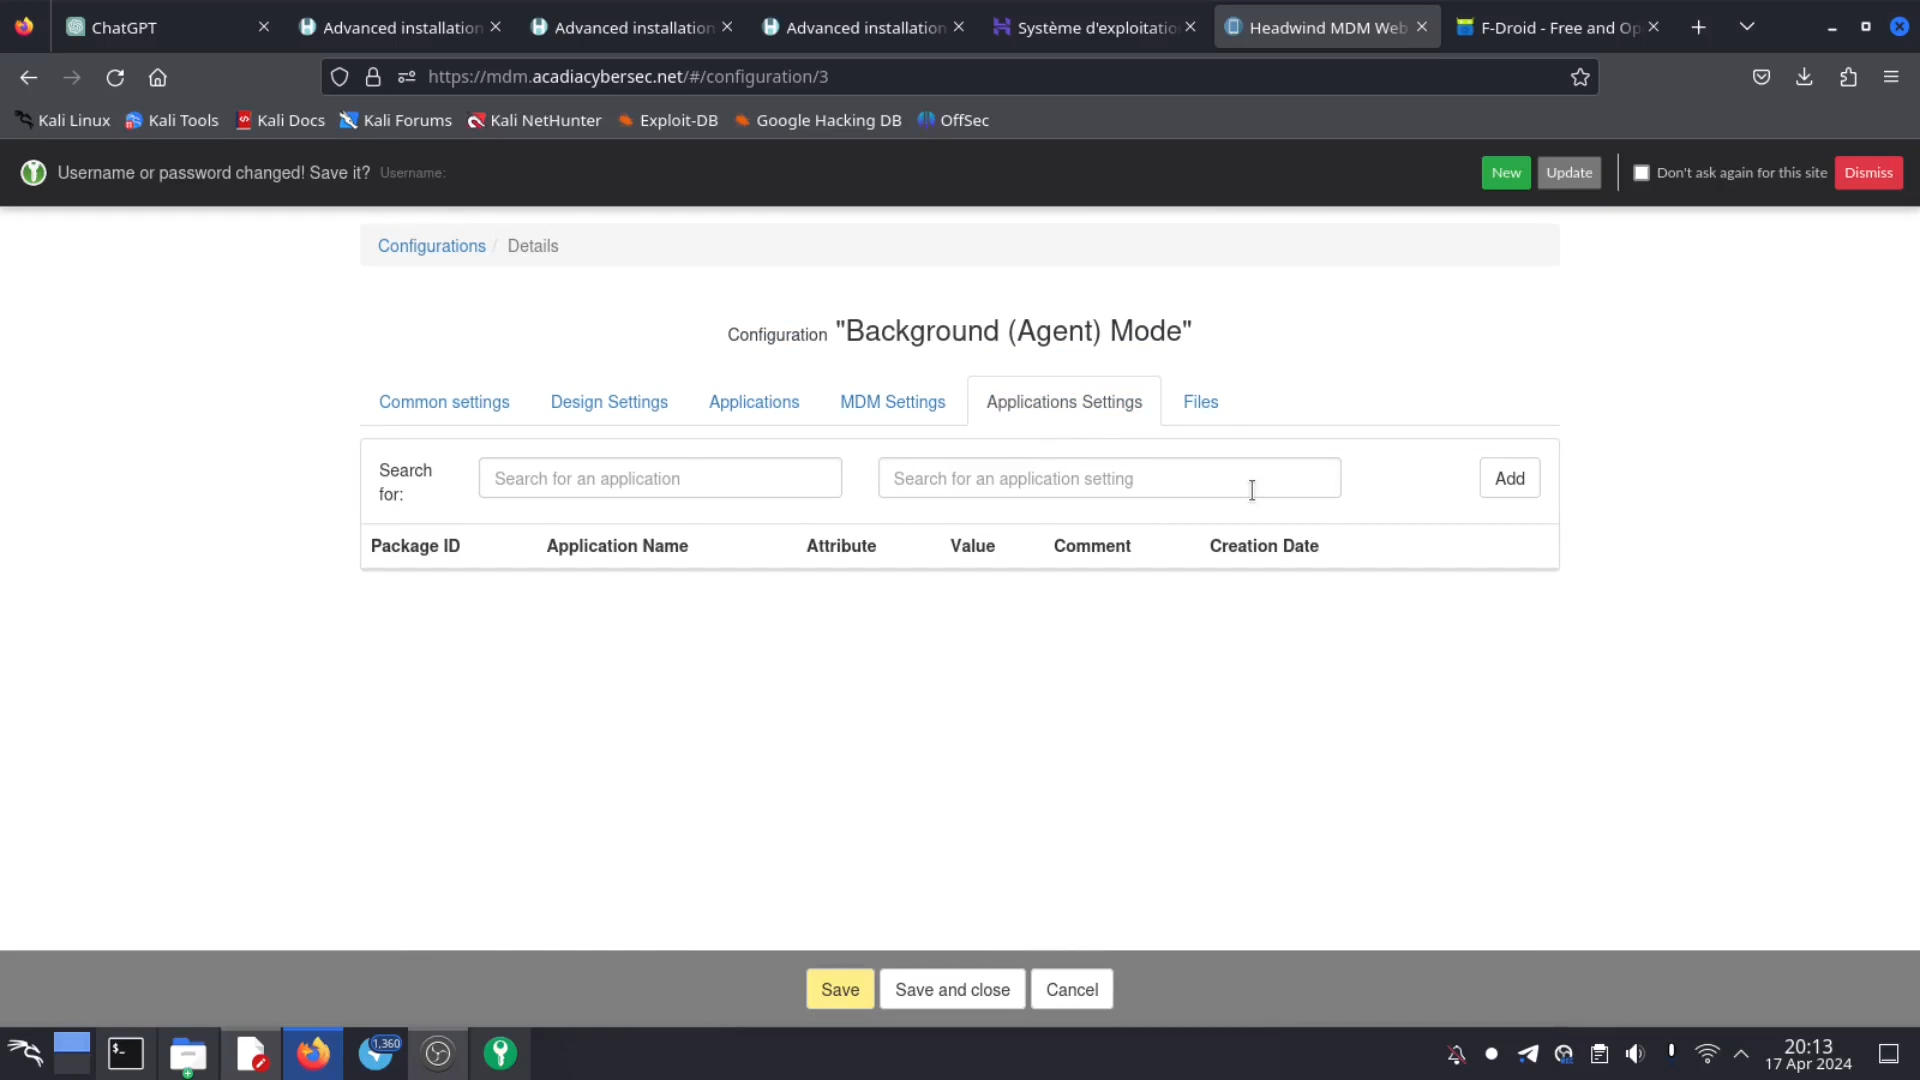 ChatGPT
Advanced installation
Advanced installation
Advanced installation
Système d'exploitatio
Headwind MDM Web
F-Droid - Free and Op
https://mdm.acadiacybersec.net/#/configuration/3
Kali Linux
Kali Tools
Kali Docs
Kali Forums
Kali NetHunter
Exploit-DB
Google Hacking DB
OffSec
Username or password changed! Save it? Username:
New
Update
Don't ask again for this site
Dismiss
Configurations / Details
Configuration "Background (Agent) Mode"
Common settings
Design Settings
Applications
MDM Settings
Applications Settings
Files
Search
for:
Search for an application
Search for an application setting
Add
Package ID
Application Name
Attribute
Value
Comment
Creation Date
Save
Save and close
Cancel
1,360
20:13
17 Apr 2024